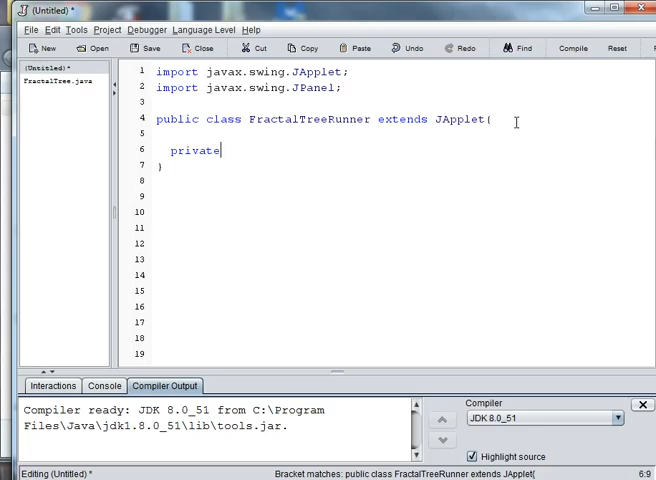 (Untitled) *
File Edit Tools Project Debugger Language Level Help
New Open Save Close Cut Copy Paste Undo Redo Find Compile Reset
(Untitled) *
FractalTree.java
1 import javax.swing.JApplet;
2 import javax.swing.JPanel;
3
4 public class FractalTreeRunner extends JApplet{
5
6 private
7 }
8
9
10
11
12
13
14
15
16
17
18
19
Interactions Console Compiler Output
Compiler ready: JDK 8.0_51 from C:\Program
Files\Java\jdk1.8.0_51\lib\tools.jar.
Compiler
JDK 8.0_51
Highlight source
Editing (Untitled) * Bracket matches: public class FractalTreeRunner extends JApplet{ 6:9